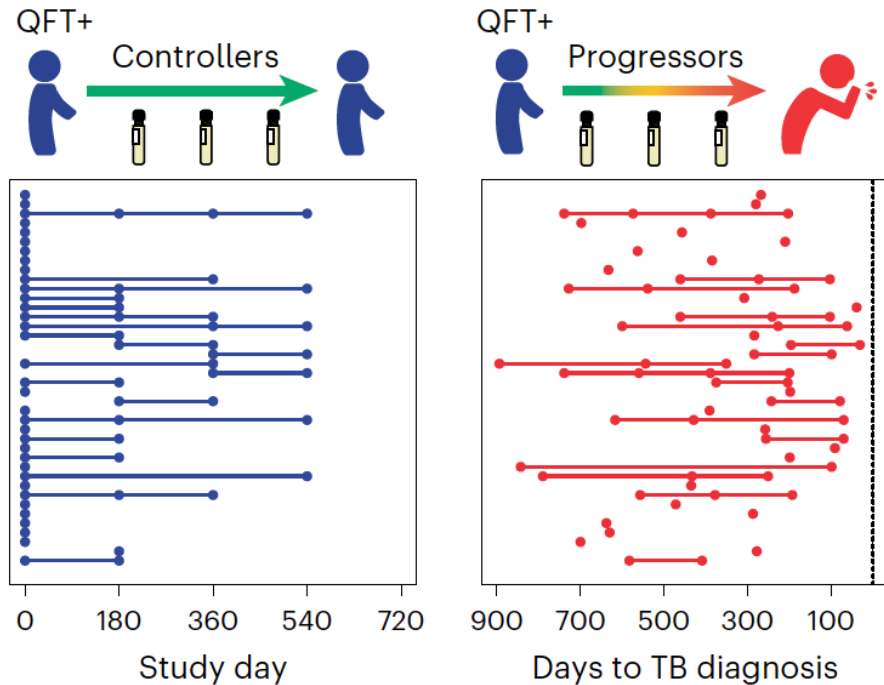 QFT+
Controllers
QFT+
Progressors
0 180 360 540 720
Study day
900 700 500 300 100
Days to TB diagnosis